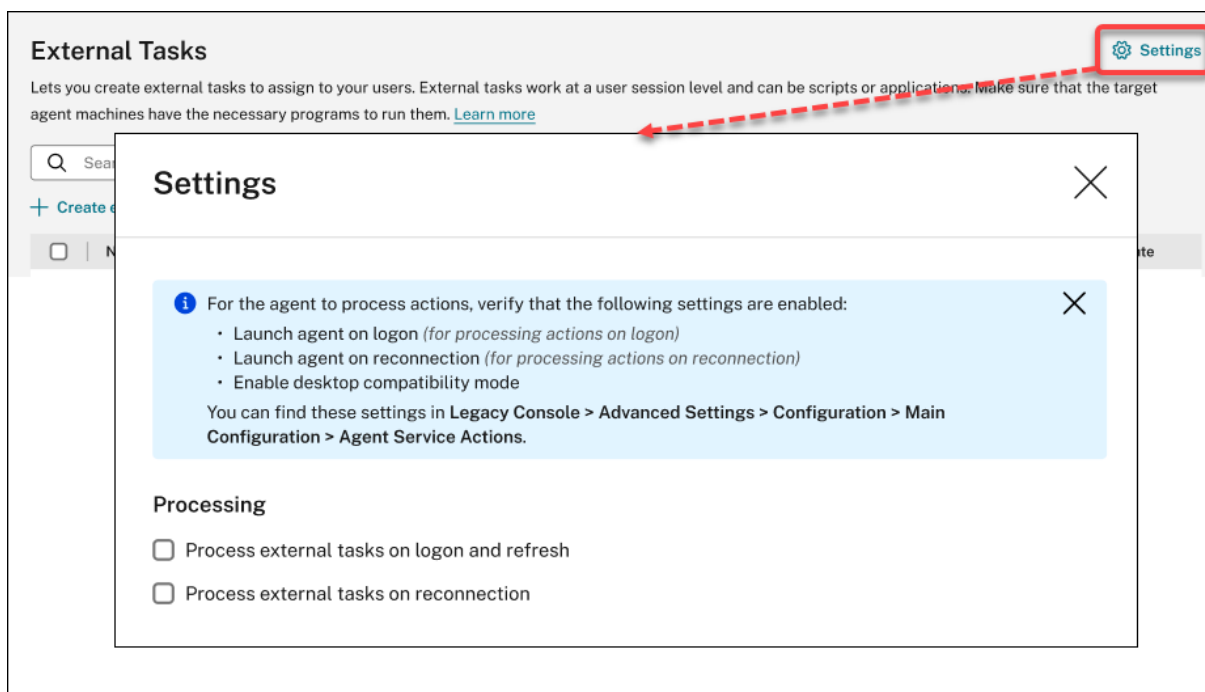 External Tasks
Settings
Lets you create external tasks to assign to your users. External tasks work at a user session level and can be scripts or applications. Make sure that the target
agent machines have the necessary programs to run them. Learn more
Settings
For the agent to process actions, verify that the following settings are enabled:
· Launch agent on logon (for processing actions on logon)
· Launch agent on reconnection (for processing actions on reconnection)
· Enable desktop compatibility mode
You can find these settings in Legacy Console > Advanced Settings > Configuration > Main
Configuration > Agent Service Actions.
Processing
Process external tasks on logon and refresh
Process external tasks on reconnection